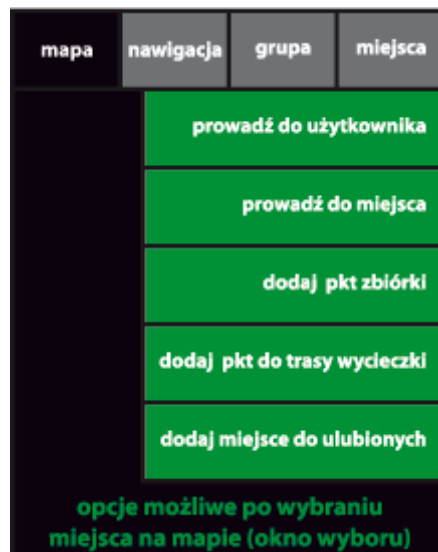 mapa nawigacja grupa miejsca
prowadź do użytkownika
prowadź do miejsca
dodaj pkt zbiórki
dodaj pkt do trasy wycieczki
dodaj miejsce do ulubionych
opcje możliwe po wybraniu
miejsca na mapie (okno wyboru)